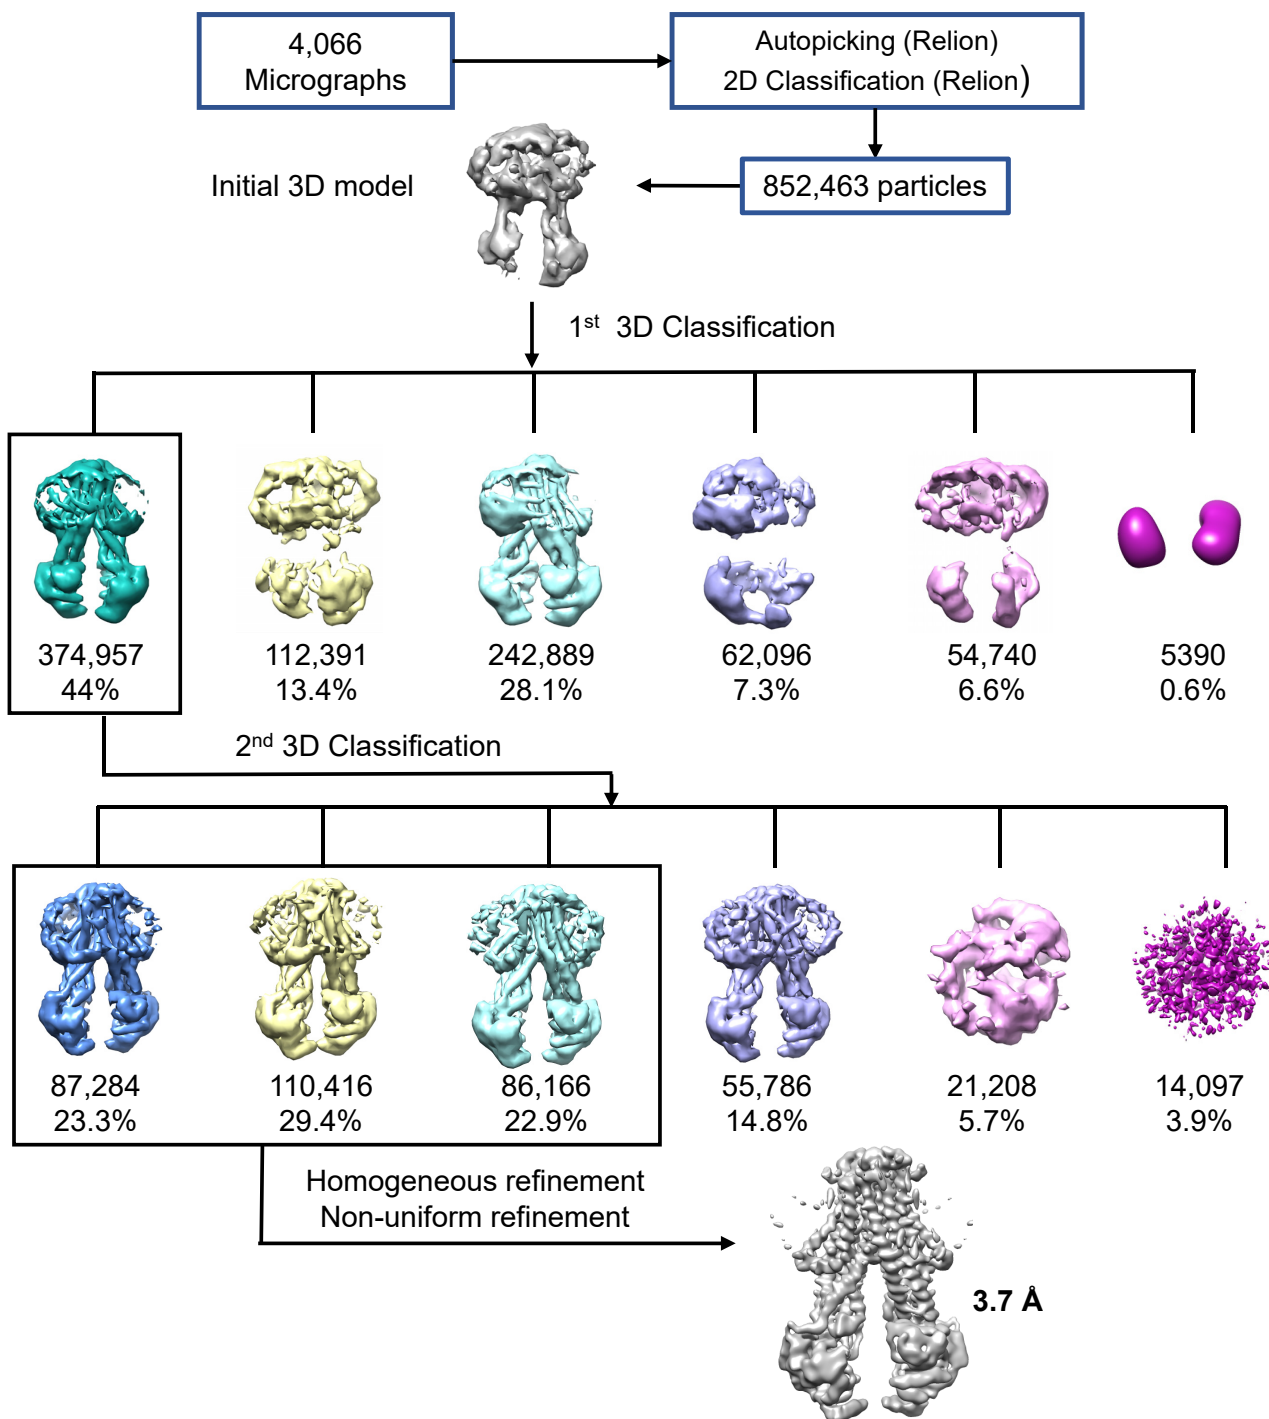 4,066
Micrographs
Autopicking (Relion)
2D Classification (Relion)
852,463 particles
Initial 3D model
1st 3D Classification
374,957
44%
112,391
13.4%
242,889
28.1%
62,096
7.3%
54,740
6.6%
5390
0.6%
2nd 3D Classification
87,284
23.3%
110,416
29.4%
86,166
22.9%
55,786
14.8%
21,208
5.7%
14,097
3.9%
Homogeneous refinement
Non-uniform refinement
3.7 Å